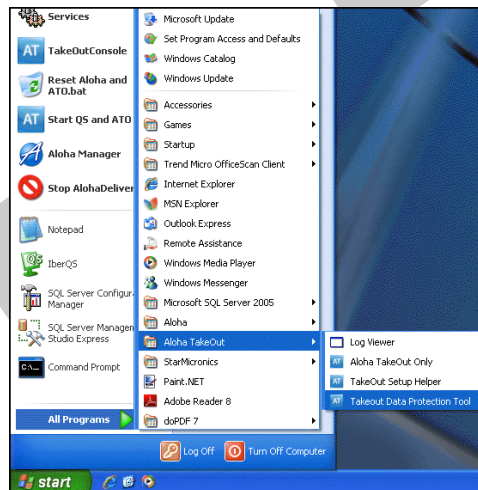 Services
TakeOutConsole
Reset Aloha and
ATO.bat
Start QS and ATO
Aloha Manager
Stop AlohaDeliver
Notepad
IberQS
SQL Server Configur
Manager
SQL Server Managen
Studio Express
Command Prompt
All Programs
Microsoft Update
Set Program Access and Defaults
Windows Catalog
Windows Update
Accessories
Games
Startup
Trend Micro OfficeScan Client
Internet Explorer
MSN Explorer
Outlook Express
Remote Assistance
Windows Media Player
Windows Messenger
Microsoft SQL Server 2005
Aloha
Aloha TakeOut
StarMicronics
Paint.NET
Adobe Reader 8
doPDF 7
Log Viewer
Aloha TakeOut Only
TakeOut Setup Helper
Takeout Data Protection Tool
Log Off
Turn Off Computer
start